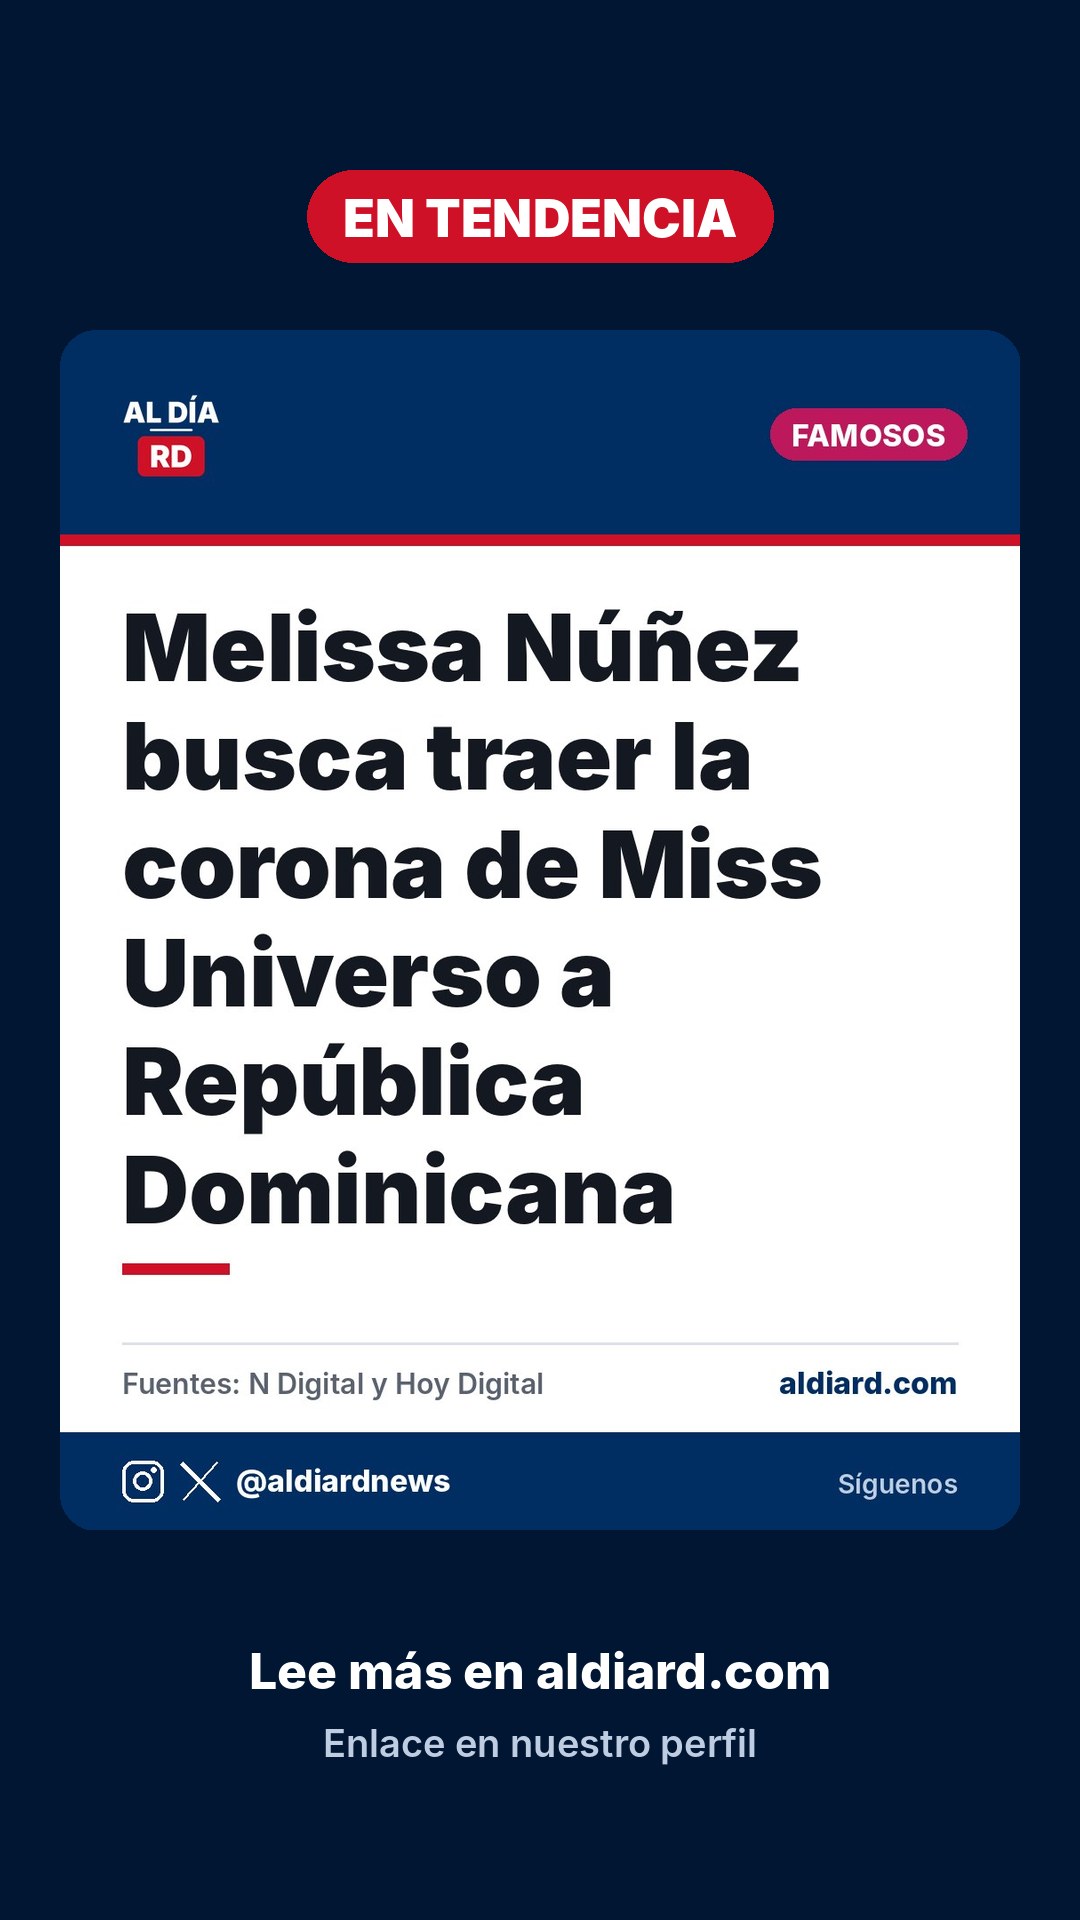 EN TENDENCIA
AL DÍA
RD
FAMOSOS
Melissa Núñez
busca traer la
corona de Miss
Universo a
República
Dominicana
Fuentes: N Digital y Hoy Digital
aldiard.com
@aldiardnews
Síguenos
Lee más en aldiard.com
Enlace en nuestro perfil